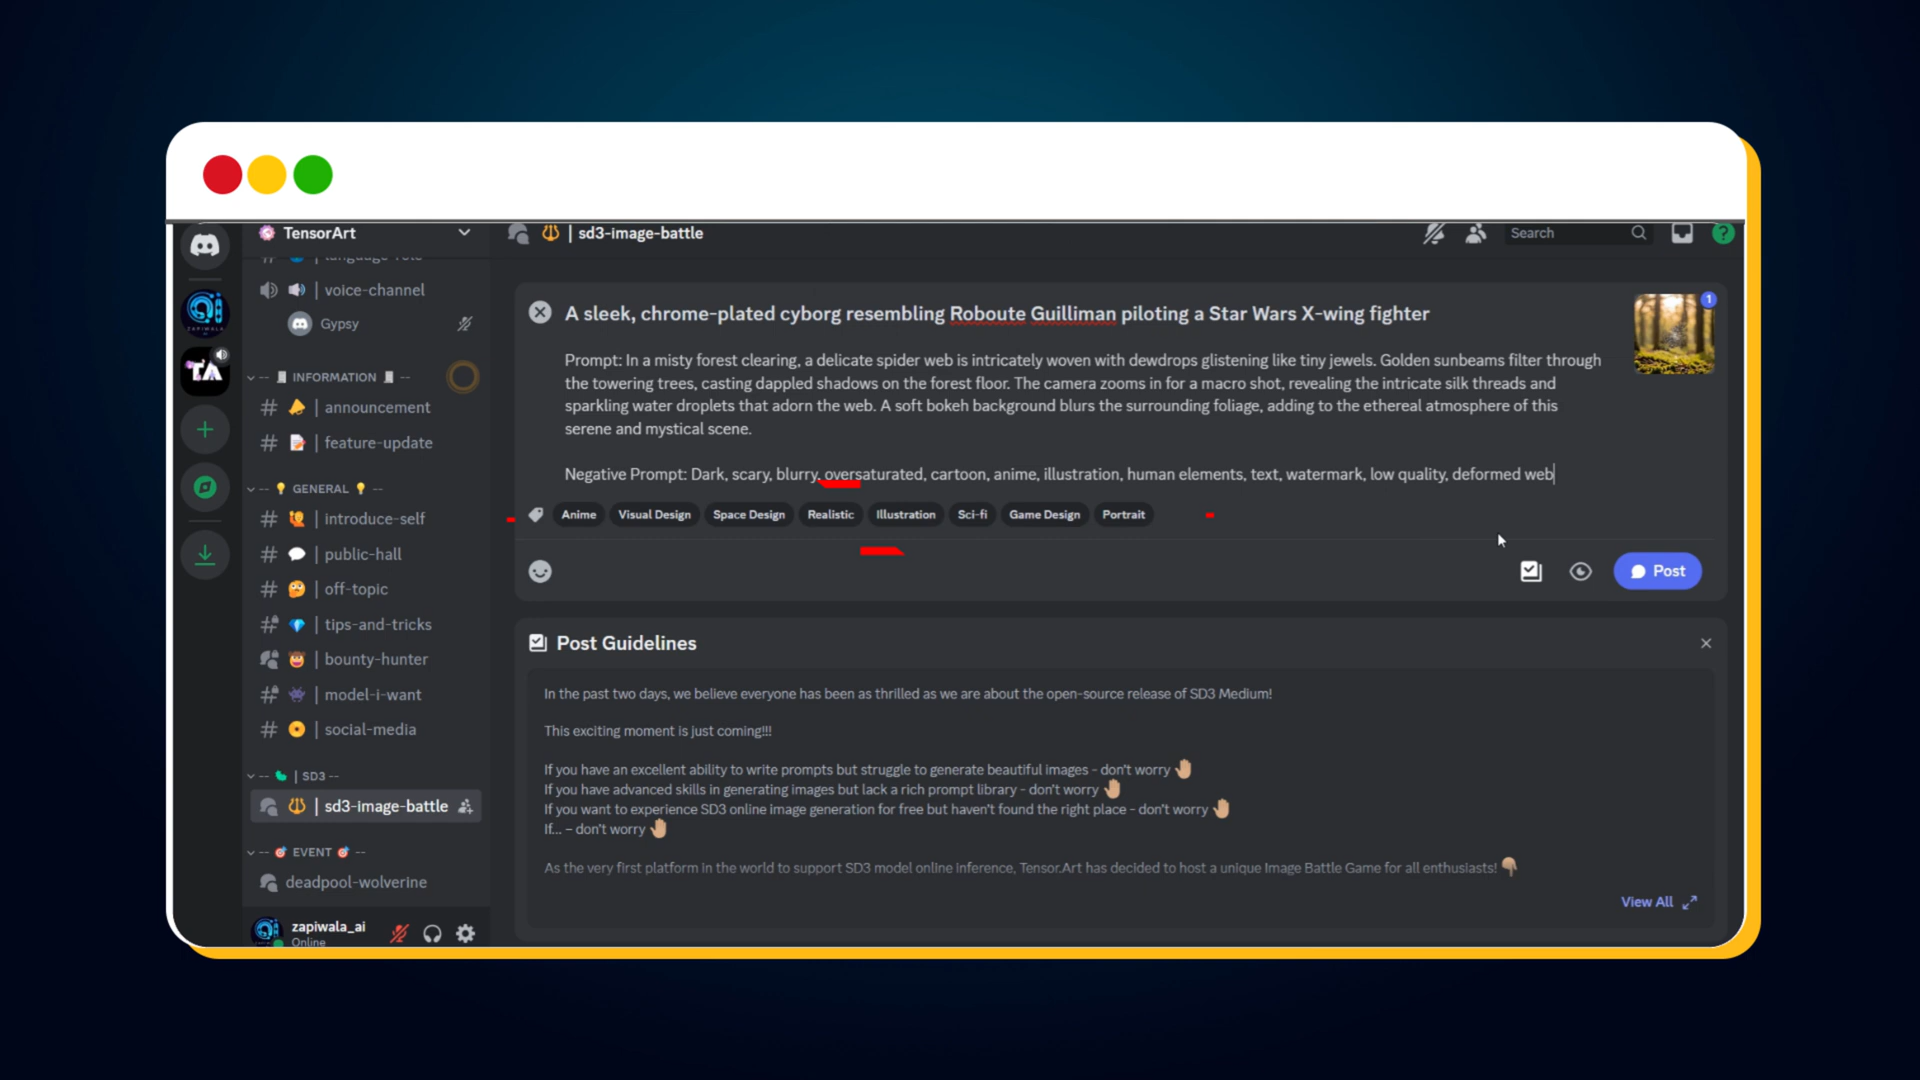 TensorArt
| sd3-image-battle
Search
| language-role
| voice-channel
Gypsy
-- INFORMATION --
| announcement
| feature-update
-- GENERAL --
| introduce-self
| public-hall
| off-topic
| tips-and-tricks
| bounty-hunter
| model-i-want
| social-media
-- | SD3 --
| sd3-image-battle
-- EVENT --
deadpool-wolverine
zapiwala_ai
Online
ZAPIWALA
TA
A sleek, chrome-plated cyborg resembling Roboute Guilliman piloting a Star Wars X-wing fighter
1
Prompt: In a misty forest clearing, a delicate spider web is intricately woven with dewdrops glistening like tiny jewels. Golden sunbeams filter through
the towering trees, casting dappled shadows on the forest floor. The camera zooms in for a macro shot, revealing the intricate silk threads and
sparkling water droplets that adorn the web. A soft bokeh background blurs the surrounding foliage, adding to the ethereal atmosphere of this
serene and mystical scene.
Negative Prompt: Dark, scary, blurry, oversaturated, cartoon, anime, illustration, human elements, text, watermark, low quality, deformed web
Anime Visual Design Space Design Realistic Illustration Sci-fi Game Design Portrait
Post
Post Guidelines
In the past two days, we believe everyone has been as thrilled as we are about the open-source release of SD3 Medium!
This exciting moment is just coming!!!
If you have an excellent ability to write prompts but struggle to generate beautiful images - don't worry
If you have advanced skills in generating images but lack a rich prompt library - don't worry
If you want to experience SD3 online image generation for free but haven't found the right place - don't worry
If... – don't worry
As the very first platform in the world to support SD3 model online inference, Tensor.Art has decided to host a unique Image Battle Game for all enthusiasts!
View All